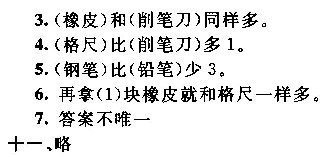 3.(橡皮)和(削笔刀)同样多。
4.(格尺)比(削笔刀)多1。
5.(钢笔)比(铅笔)少3。
6. 再拿(1)块橡皮就和格尺一样多。
7. 答案不唯一
十一、略